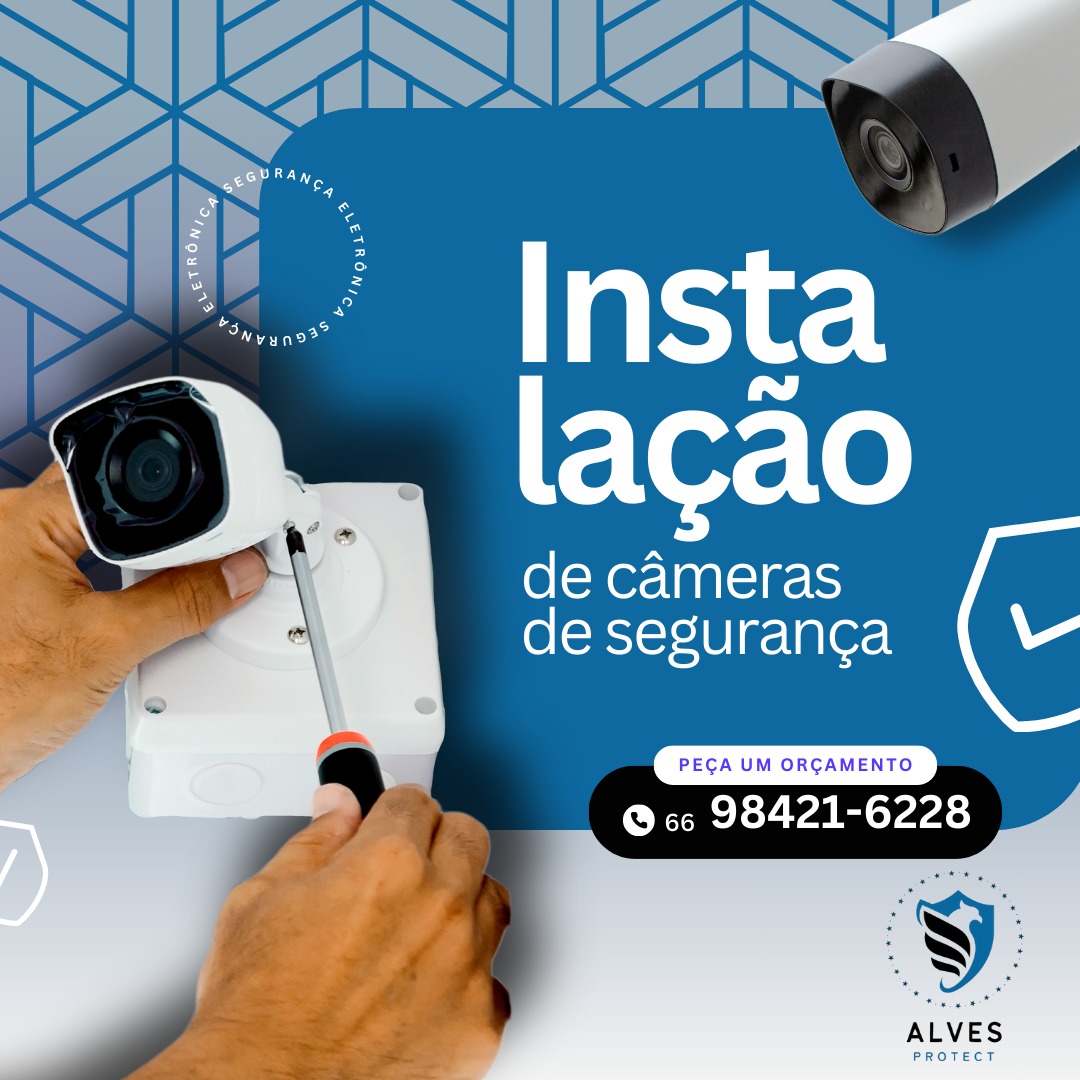 SEGURANÇA ELETRÔNICA SEGURANÇA ELETRÔNICA
Insta
lação
de câmeras
de segurança
PEÇA UM ORÇAMENTO
66 98421-6228
ALVES
PROTECT